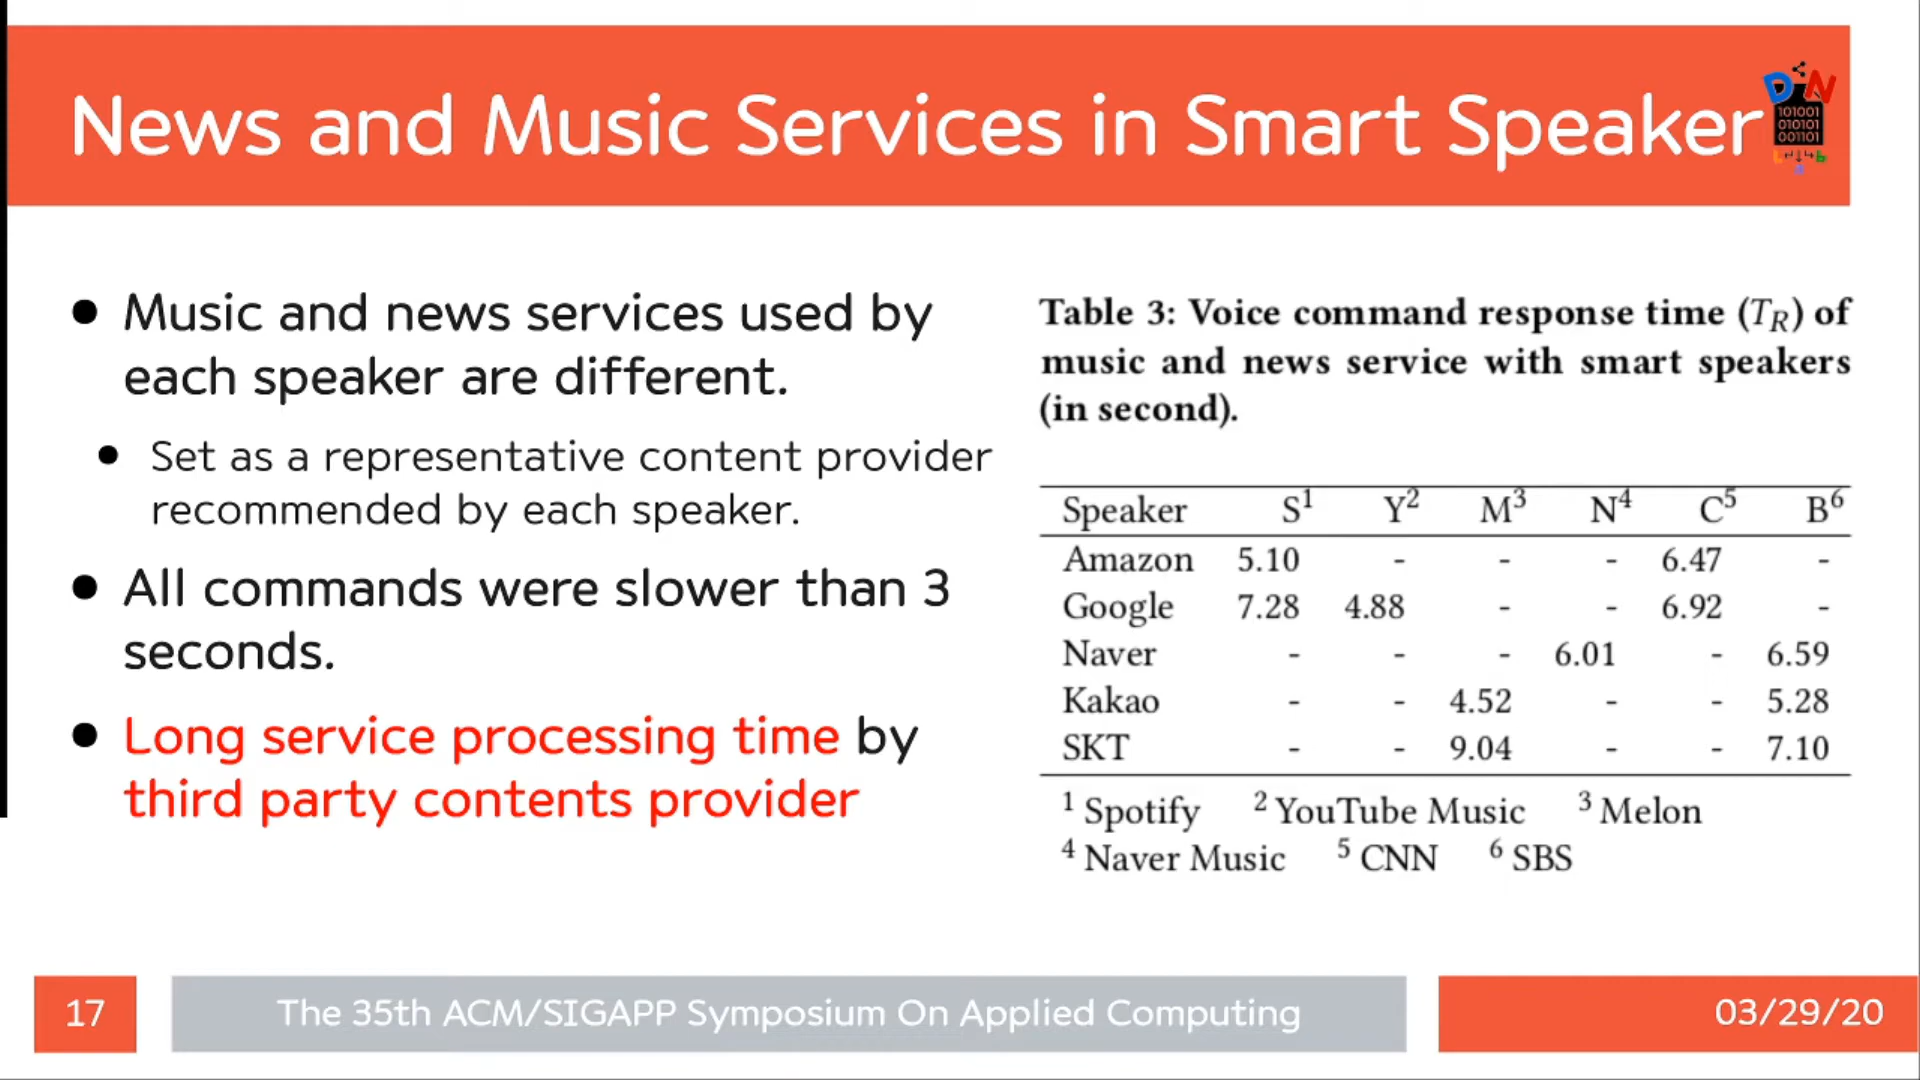 News and Music Services in Smart Speaker
D N
101001
010101
001101
Music and news services used by
each speaker are different.
Set as a representative content provider
recommended by each speaker.
All commands were slower than 3
seconds.
Long service processing time by
third party contents provider
Table 3: Voice command response time (T_R) of
music and news service with smart speakers
(in second).
Speaker S¹ Y² M³ N⁴ C⁵ B⁶
Amazon 5.10 - - - 6.47 -
Google 7.28 4.88 - - 6.92 -
Naver - - - 6.01 - 6.59
Kakao - - 4.52 - - 5.28
SKT - - 9.04 - - 7.10
¹ Spotify ² YouTube Music ³ Melon
⁴ Naver Music ⁵ CNN ⁶ SBS
17
The 35th ACM/SIGAPP Symposium On Applied Computing
03/29/20